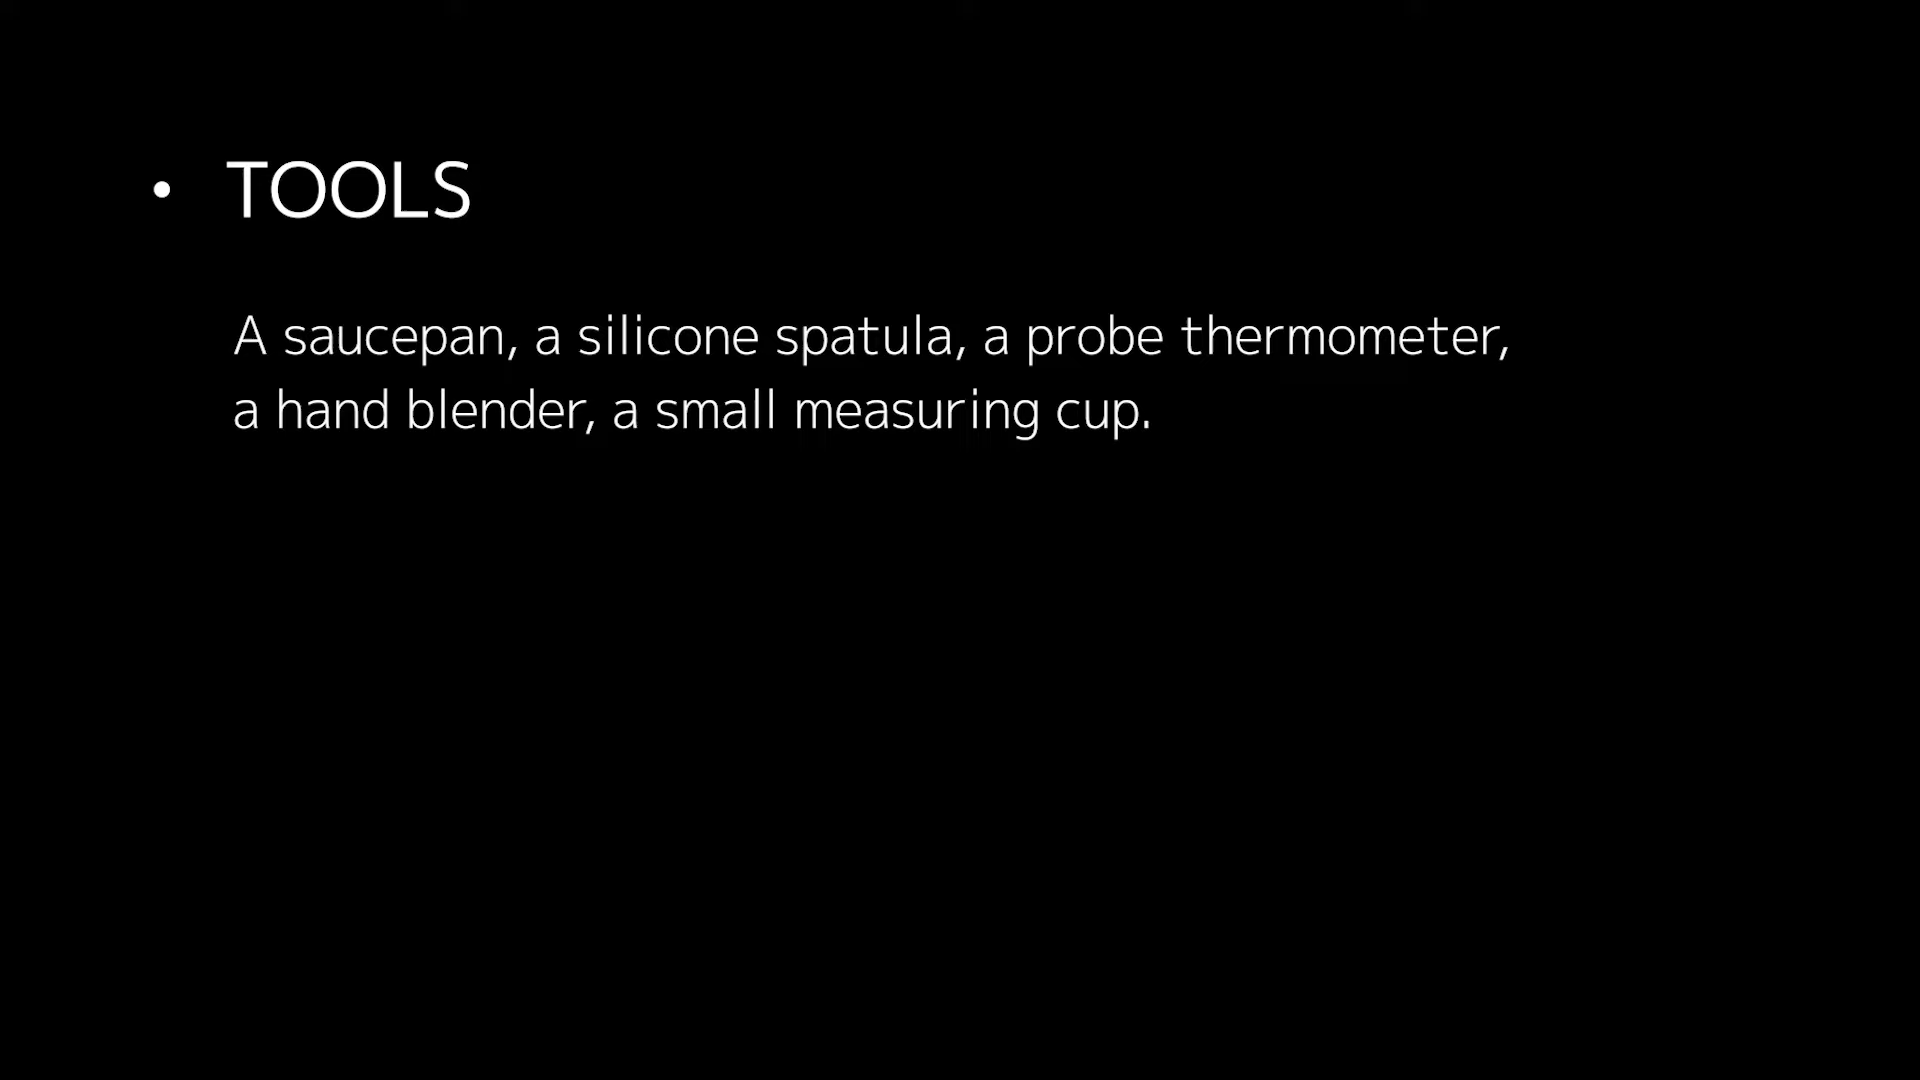 • TOOLS
A saucepan, a silicone spatula, a probe thermometer,
a hand blender, a small measuring cup.